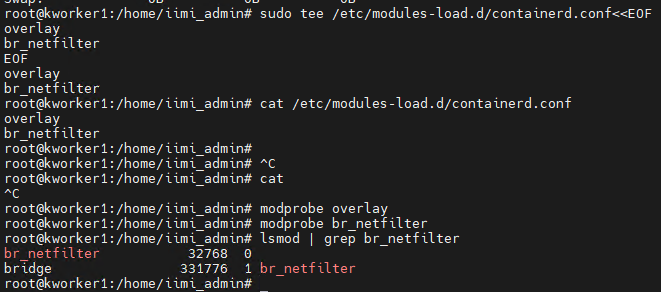 root@kworker1:/home/iimi_admin# sudo tee /etc/modules-load.d/containerd.conf<<EOF
overlay
br_netfilter
EOF
overlay
br_netfilter
root@kworker1:/home/iimi_admin# cat /etc/modules-load.d/containerd.conf
overlay
br_netfilter
root@kworker1:/home/iimi_admin#
root@kworker1:/home/iimi_admin# ^C
root@kworker1:/home/iimi_admin# cat
^C
root@kworker1:/home/iimi_admin# modprobe overlay
root@kworker1:/home/iimi_admin# modprobe br_netfilter
root@kworker1:/home/iimi_admin# lsmod | grep br_netfilter
br_netfilter 32768 0
bridge 331776 1 br_netfilter
root@kworker1:/home/iimi_admin# _